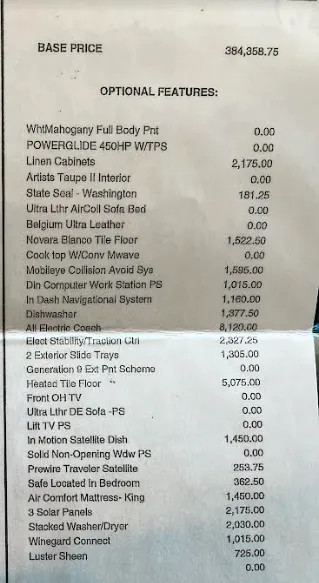 BASE PRICE 384,358.75
OPTIONAL FEATURES:
WhtMahogany Full Body Pnt 0.00
POWERGLIDE 450HP W/TPS 0.00
Linen Cabinets 2,175.00
Artists Taupe II Interior 0.00
State Seal - Washington 181.25
Ultra Lthr AirCoil Sofa Bed 0.00
Belgium Ultra Leather 0.00
Novara Blanco Tile Floor 1,522.50
Cook top W/Conv Mwave 0.00
Mobileye Collision Avoid Sys 1,595.00
Din Computer Work Station PS 1,015.00
In Dash Navigational System 1,160.00
Dishwasher 1,377.50
All Electric Coach 8,120.00
Elect Stability/Traction Ctrl 2,327.25
2 Exterior Slide Trays 1,305.00
Generation 9 Ext Pnt Scheme 0.00
Heated Tile Floor 5,075.00
Front OH TV 0.00
Ultra Lthr DE Sofa -PS 0.00
Lift TV PS 0.00
In Motion Satellite Dish 1,450.00
Solid Non-Opening Wdw PS 0.00
Prewire Traveler Satellite 253.75
Safe Located In Bedroom 362.50
Air Comfort Mattress- King 1,450.00
3 Solar Panels 2,175.00
Stacked Washer/Dryer 2,030.00
Winegard Connect 1,015.00
Luster Sheen 725.00
0.00